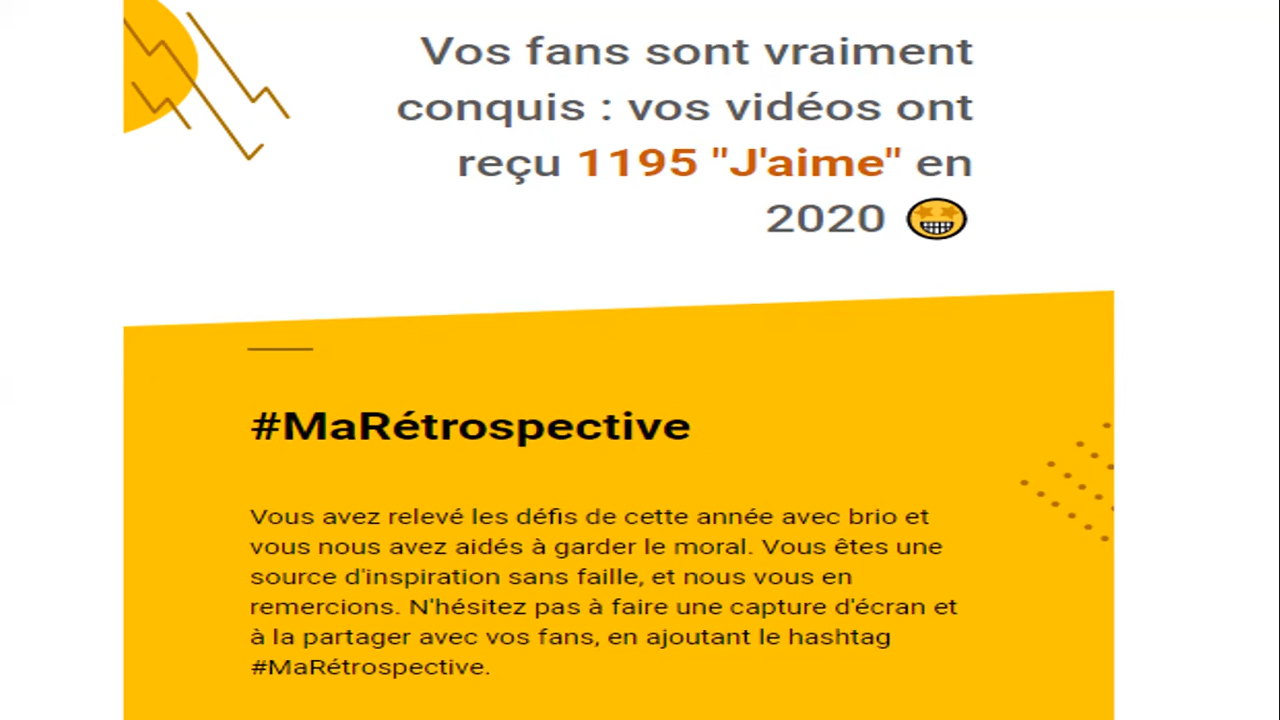 Vos fans sont vraiment
conquis : vos vidéos ont
reçu 1195 "J'aime" en
2020 🤩
#MaRétrospective
Vous avez relevé les défis de cette année avec brio et
vous nous avez aidés à garder le moral. Vous êtes une
source d'inspiration sans faille, et nous vous en
remercions. N'hésitez pas à faire une capture d'écran et
à la partager avec vos fans, en ajoutant le hashtag
#MaRétrospective.